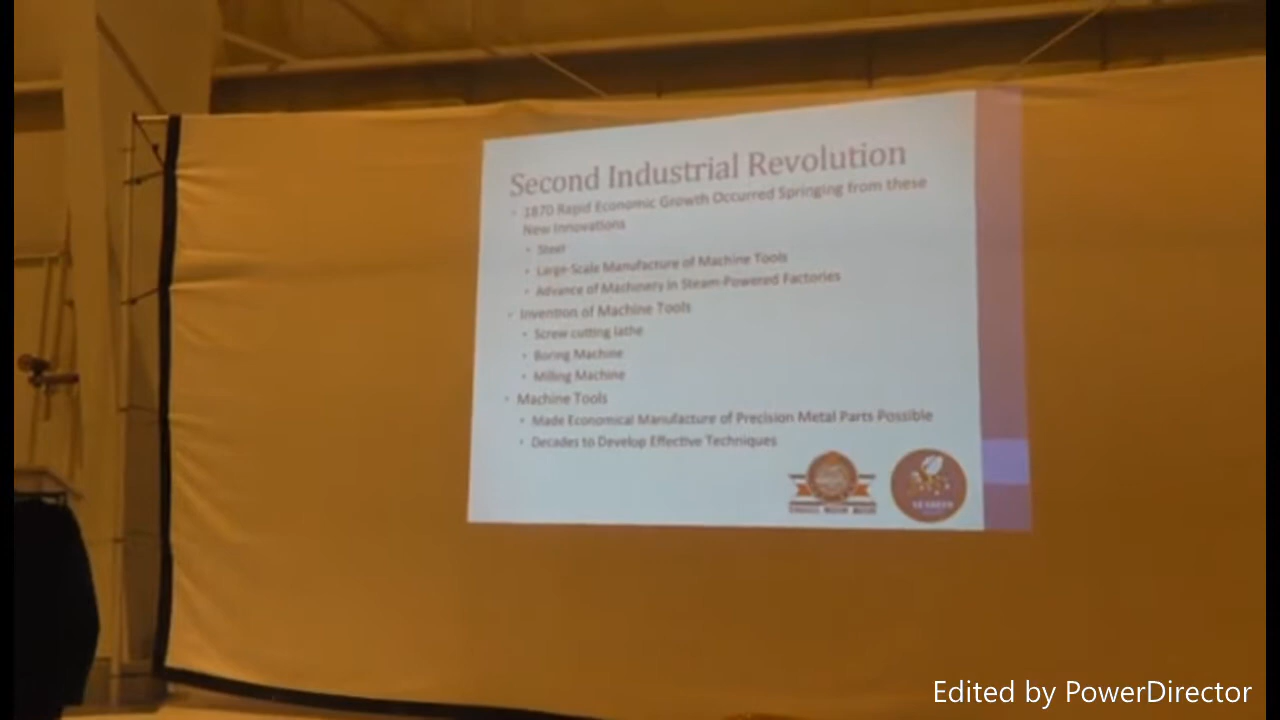 Second Industrial Revolution
• 1870 Rapid Economic Growth Occurred Springing from these
New Innovations
• Steel
• Large-Scale Manufacture of Machine Tools
• Advance of Machinery in Steam-Powered Factories
• Invention of Machine Tools
• Screw cutting lathe
• Boring Machine
• Milling Machine
• Machine Tools
• Made Economical Manufacture of Precision Metal Parts Possible
• Decades to Develop Effective Techniques
SEABEES
Edited by PowerDirector